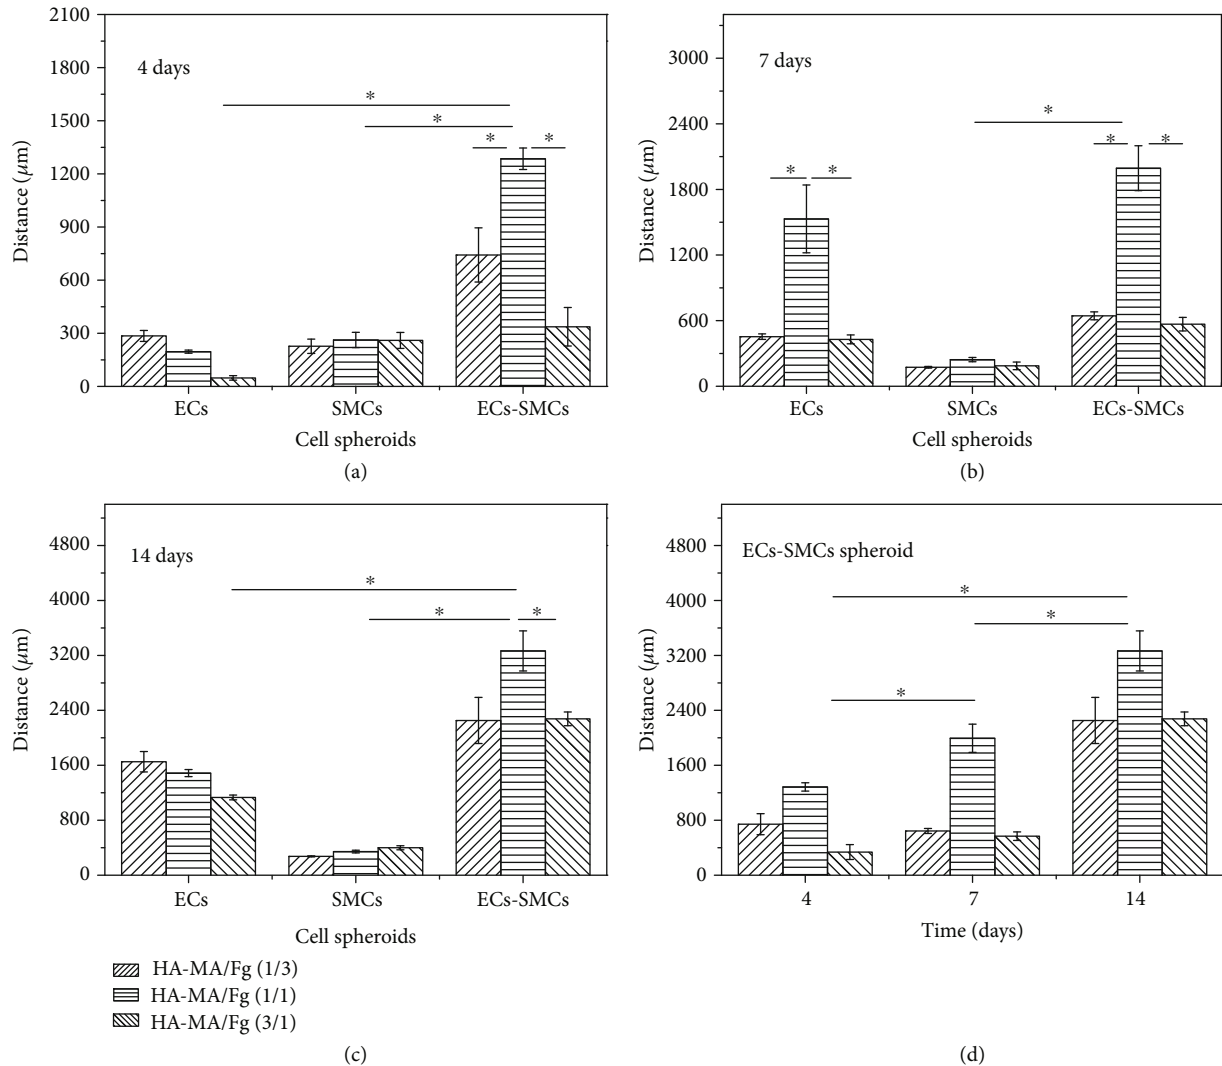 2100
1800
1500
1200
900
600
300
0
Distance (μm)
4 days
*
*
* *
ECs SMCs ECs-SMCs
Cell spheroids
(a)
3000
2400
1800
1200
600
0
Distance (μm)
7 days
*
* *
* *
ECs SMCs ECs-SMCs
Cell spheroids
(b)
4800
4000
3200
2400
1600
800
0
Distance (μm)
14 days
*
* *
ECs SMCs ECs-SMCs
Cell spheroids
HA-MA/Fg (1/3)
HA-MA/Fg (1/1)
HA-MA/Fg (3/1)
(c)
4800
4000
3200
2400
1600
800
0
Distance (μm)
ECs-SMCs spheroid
*
*
*
4 7 14
Time (days)
(d)